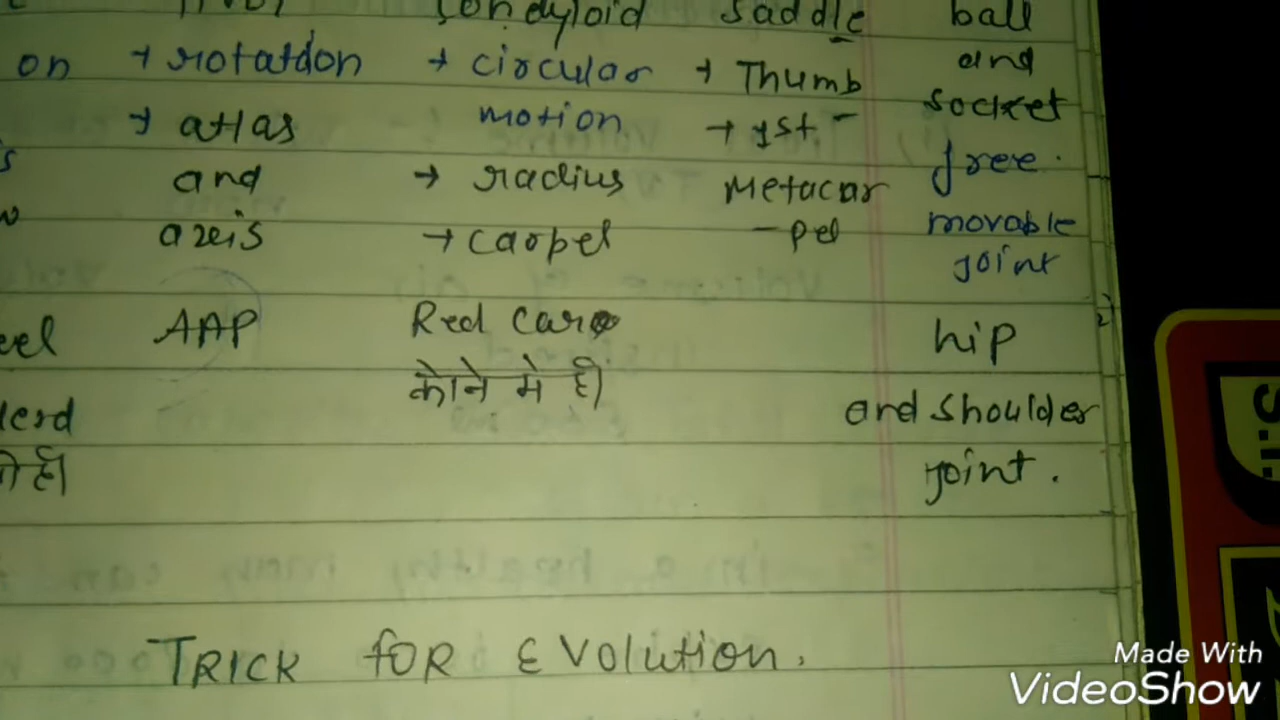 condyloid saddle ball
on → rotation → circular → Thumb and
→ atlas motion → 1st - socket
and → radius Metacar free.
axis → carpel - pel movable
joint
AAP Red Car hip
कोने मे है।
and shoulder
joint.
TRICK FOR EVOlution.
Made With
VideoShow